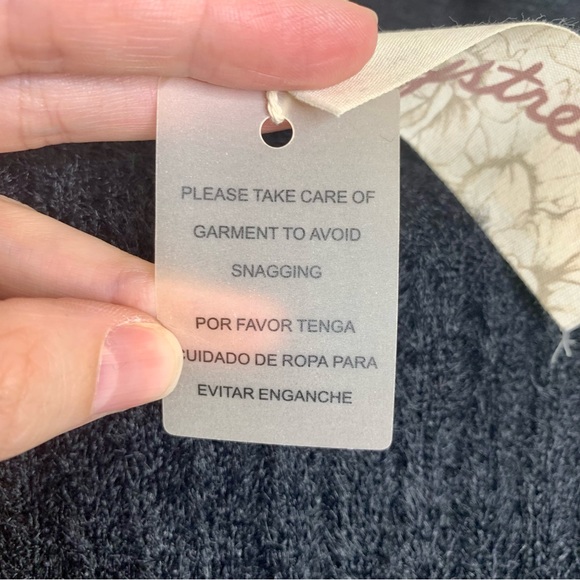 PLEASE TAKE CARE OF
GARMENT TO AVOID
SNAGGING
POR FAVOR TENGA
CUIDADO DE ROPA PARA
EVITAR ENGANCHE